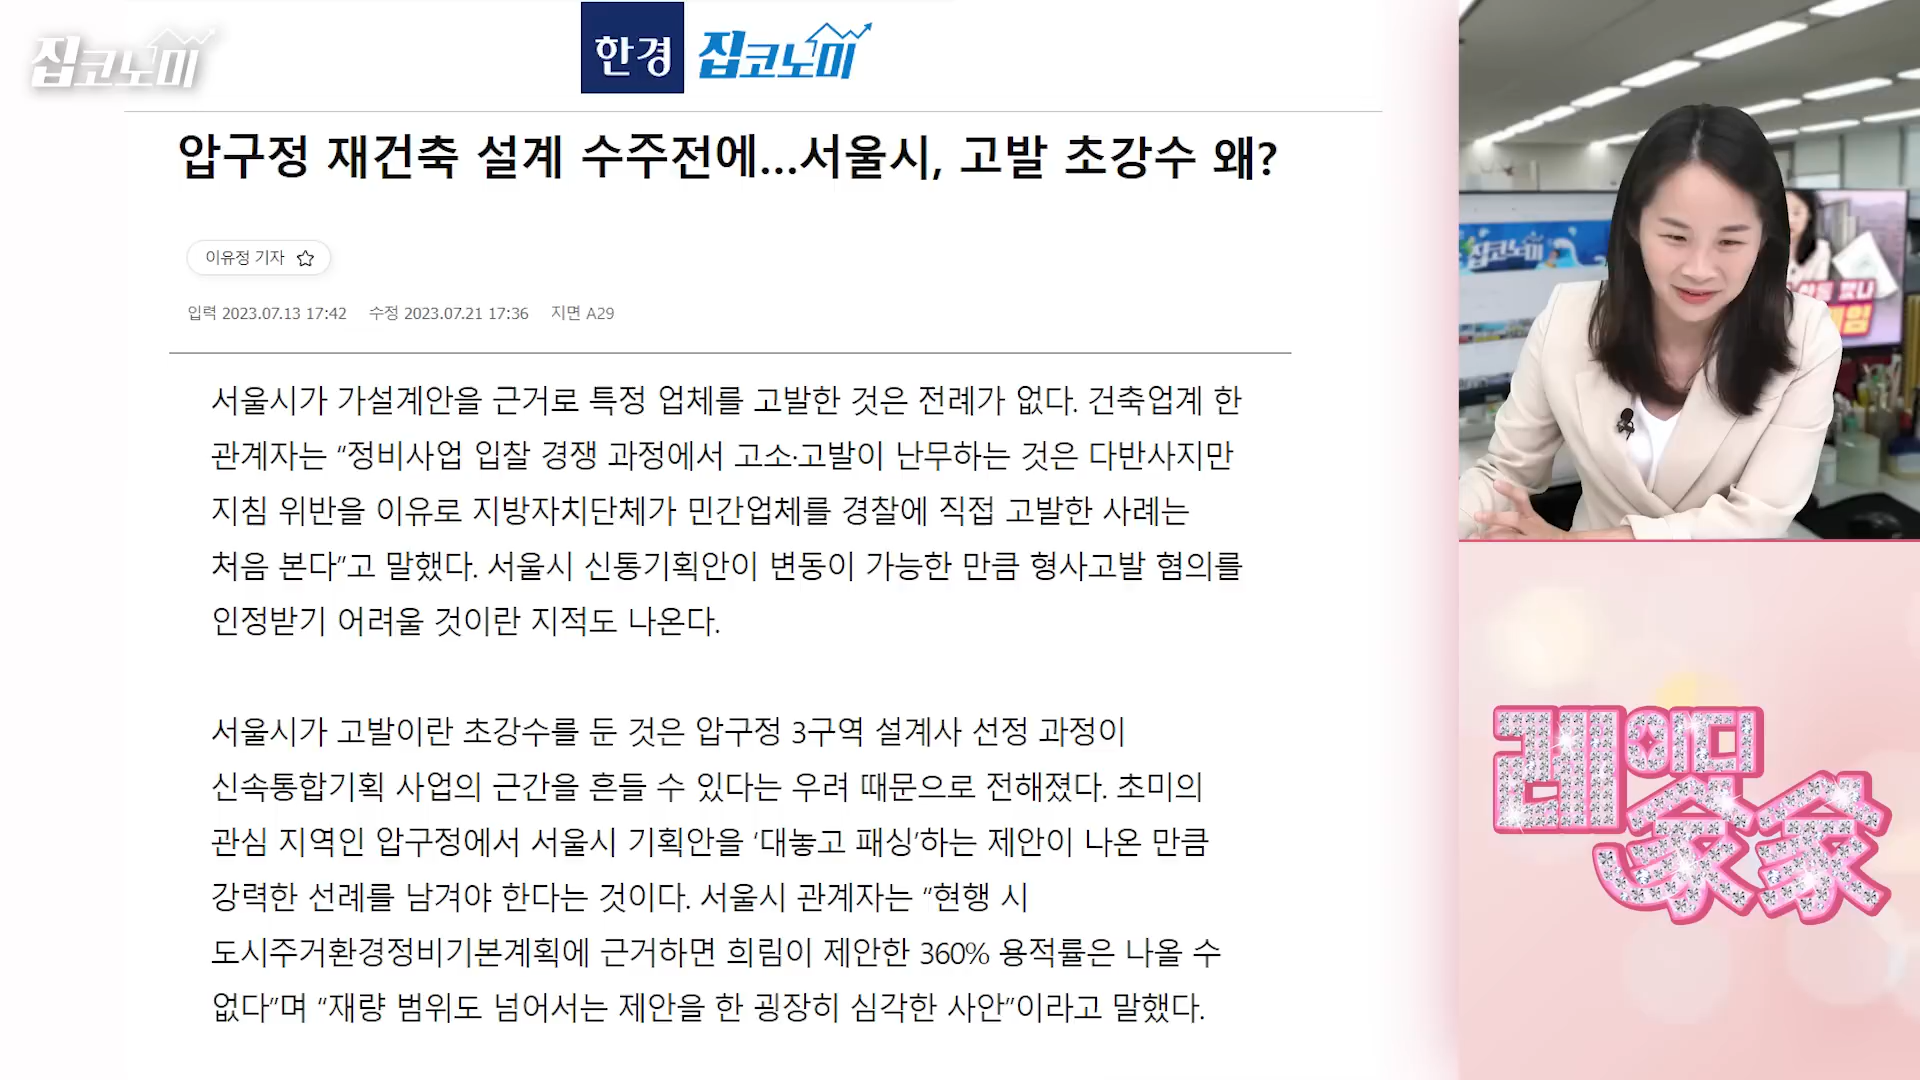 집코노미
한경 집코노미
압구정 재건축 설계 수주전에...서울시, 고발 초강수 왜?
이유정 기자
입력 2023.07.13 17:42 수정 2023.07.21 17:36 지면 A29
서울시가 가설계안을 근거로 특정 업체를 고발한 것은 전례가 없다. 건축업계 한
관계자는 “정비사업 입찰 경쟁 과정에서 고소·고발이 난무하는 것은 다반사지만
지침 위반을 이유로 지방자치단체가 민간업체를 경찰에 직접 고발한 사례는
처음 본다”고 말했다. 서울시 신통기획안이 변동이 가능한 만큼 형사고발 혐의를
인정받기 어려울 것이란 지적도 나온다.
서울시가 고발이란 초강수를 둔 것은 압구정 3구역 설계사 선정 과정이
신속통합기획 사업의 근간을 흔들 수 있다는 우려 때문으로 전해졌다. 초미의
관심 지역인 압구정에서 서울시 기획안을 ‘대놓고 패싱’하는 제안이 나온 만큼
강력한 선례를 남겨야 한다는 것이다. 서울시 관계자는 “현행 시
도시주거환경정비기본계획에 근거하면 희림이 제안한 360% 용적률은 나올 수
없다”며 “재량 범위도 넘어서는 제안을 한 굉장히 심각한 사안”이라고 말했다.
집코노미
레이디
家家